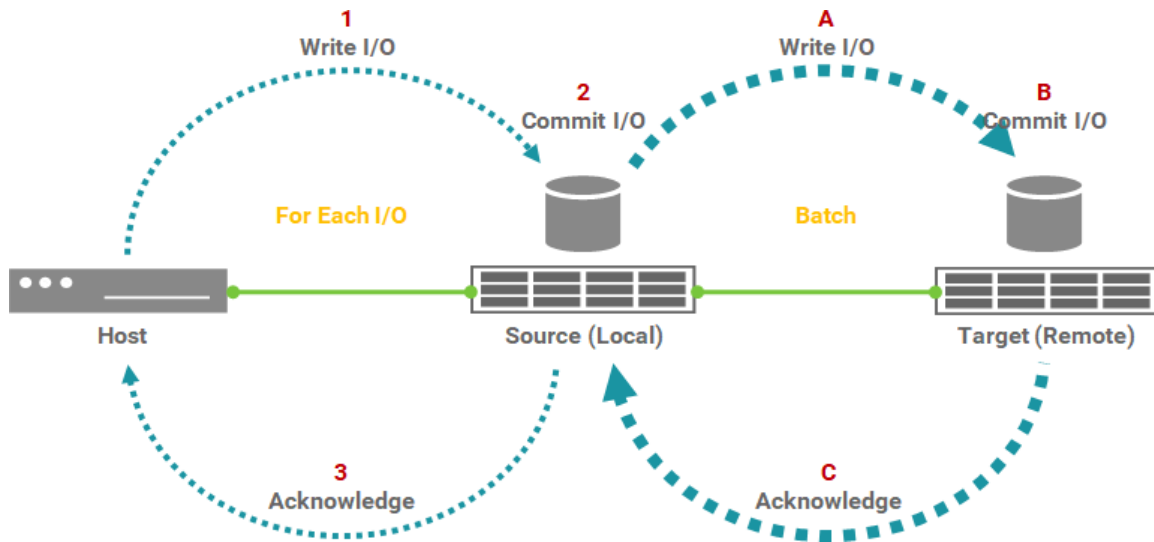 1
Write I/O
A
Write I/O
2
Commit I/O
B
Commit I/O
For Each I/O
Batch
Host
Source (Local)
Target (Remote)
3
Acknowledge
C
Acknowledge